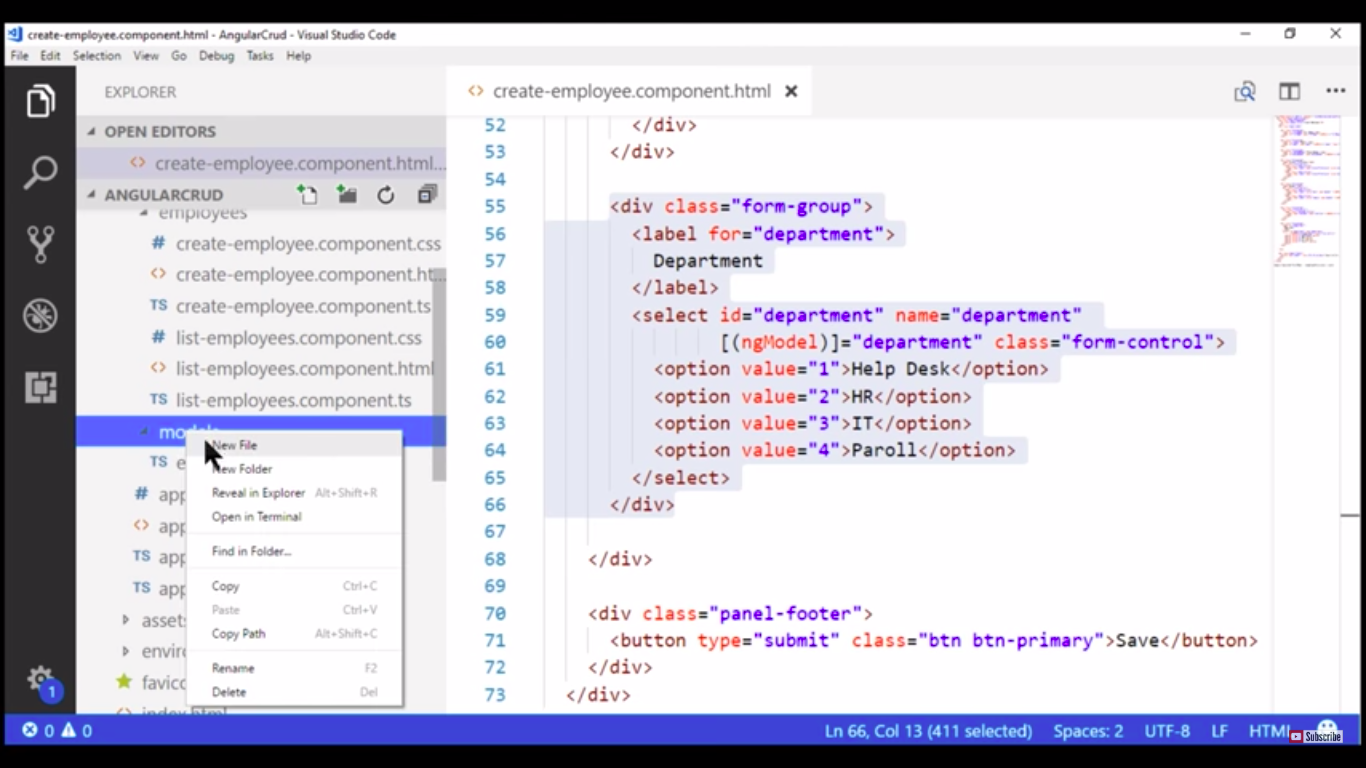 create-employee.component.html - AngularCrud - Visual Studio Code
File Edit Selection View Go Debug Tasks Help
EXPLORER
OPEN EDITORS
create-employee.component.html...
ANGULARCRUD
employees
create-employee.component.css
create-employee.component.ht...
create-employee.component.ts
list-employees.component.css
list-employees.component.html
list-employees.component.ts
TS
app
app
TS app
TS app
assets
index.html
1
New File
New Folder
Reveal in Explorer Alt+Shift+R
Open in Terminal
Find in Folder...
Copy Ctrl+C
Paste Ctrl+V
Copy Path Alt+Shift+C
Rename F2
Delete Del
create-employee.component.html
52 </div>
53 </div>
54
55 <div class="form-group">
56 <label for="department">
57 Department
58 </label>
59 <select id="department" name="department"
60 [(ngModel)]="department" class="form-control">
61 <option value="1">Help Desk</option>
62 <option value="2">HR</option>
63 <option value="3">IT</option>
64 <option value="4">Paroll</option>
65 </select>
66 </div>
67
68 </div>
69
70 <div class="panel-footer">
71 <button type="submit" class="btn btn-primary">Save</button>
72 </div>
73 </div>
0 0 Ln 66, Col 13 (411 selected) Spaces: 2 UTF-8 LF HTML
Subscribe